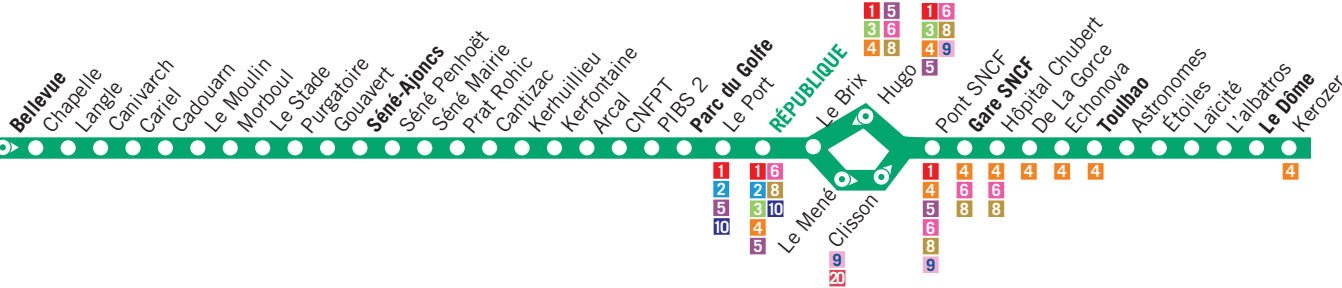 Bellevue
Chapelle
Langle
Canivarch
Cariel
Cadouarn
Le Moulin
Morboul
Le Stade
Purgatoire
Gouavert
Séné-Ajoncs
Séné Penhoët
Séné Mairie
Prat Rohic
Cantizac
Kerhuillieu
Kerfontaine
Arcal
CNFPT
PIBS 2
Parc du Golfe
Le Port
1
2
5
10
RÉPUBLIQUE
1 6
2 8
3 10
4
5
Le Brix
1 5
3 6
4 8
Hugo
1 6
3 8
4 9
5
Le Mené
Clisson
9
20
Pont SNCF
1
4
5
6
8
9
Gare SNCF
4
6
8
Hôpital Chubert
4
6
8
De La Gorce
4
Echonova
4
Toulbao
4
Astronomes
Étoiles
Laïcité
L'albatros
Le Dôme
Kerozer
4